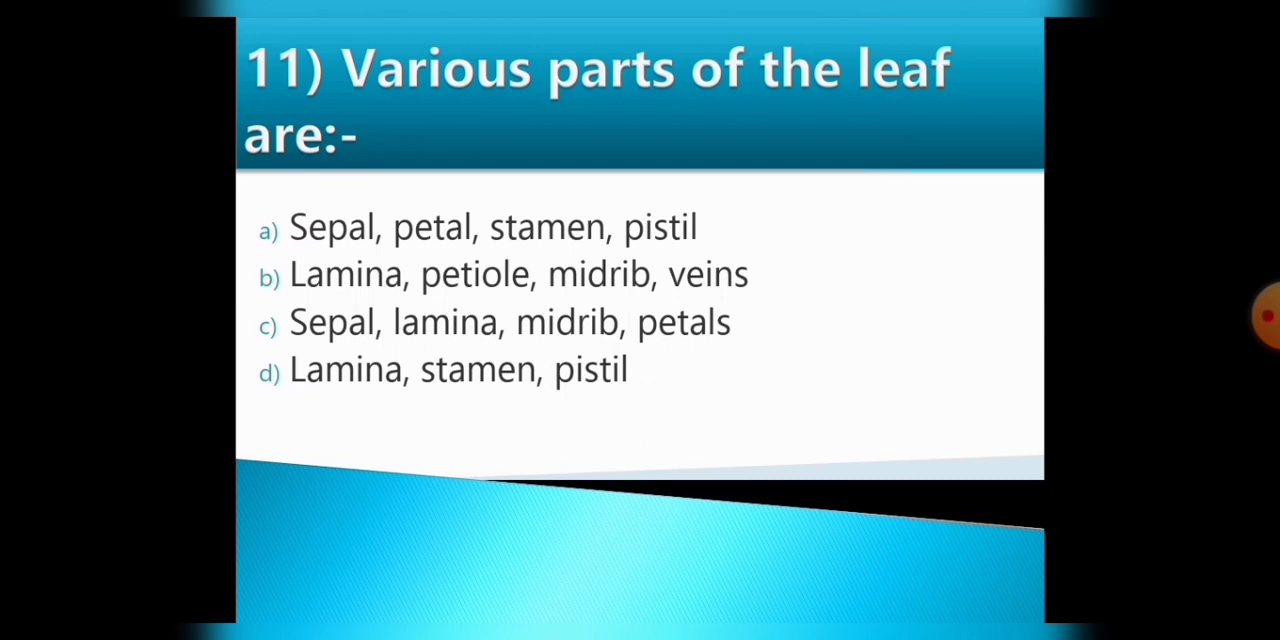 11) Various parts of the leaf
are:-
a) Sepal, petal, stamen, pistil
b) Lamina, petiole, midrib, veins
c) Sepal, lamina, midrib, petals
d) Lamina, stamen, pistil